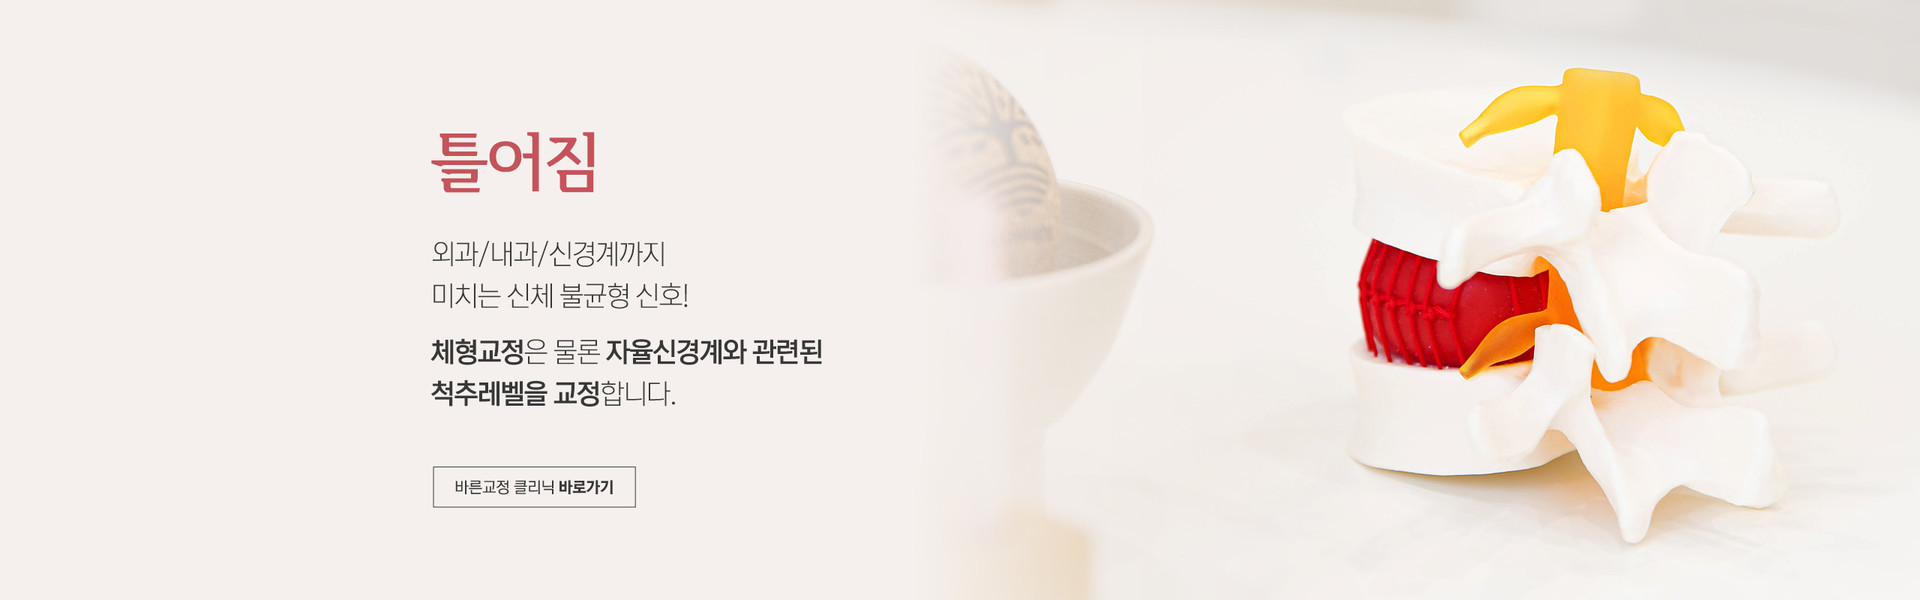 틀어짐
외과/내과/신경계까지
미치는 신체 불균형 신호!
체형교정은 물론 자율신경계와 관련된
척추레벨을 교정합니다.
바른교정 클리닉 바로가기